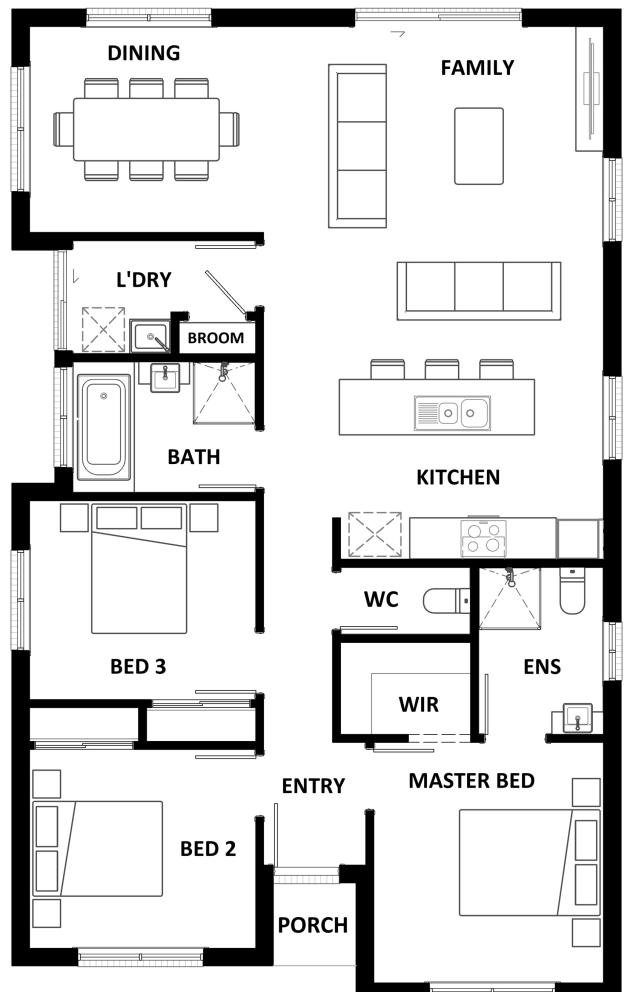 DINING
FAMILY
L'DRY
BROOM
BATH
KITCHEN
WC
BED 3
ENS
WIR
ENTRY
MASTER BED
BED 2
PORCH